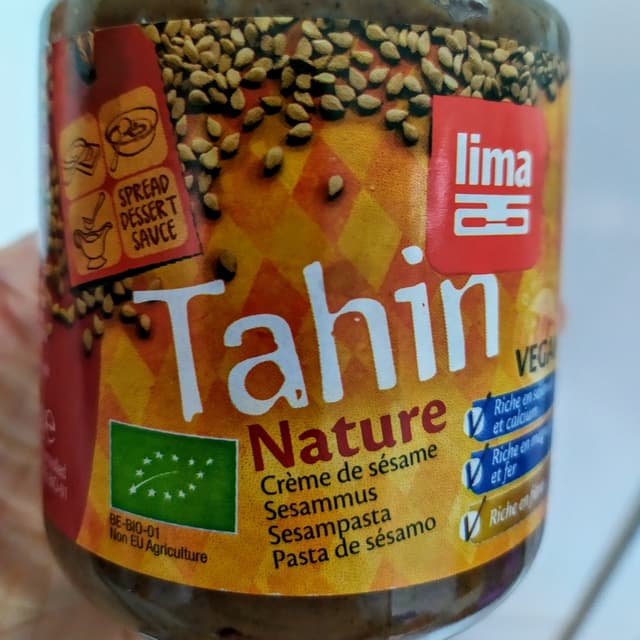 SPREAD
DESSERT
SAUCE
lima
Tahin
VEGA
Nature
Crème de sésame
Sesammus
Sesampasta
Pasta de sésamo
Riche en
et calcium
Riche en
et fer
Riche en
BE-BIO-01
Non EU Agriculture